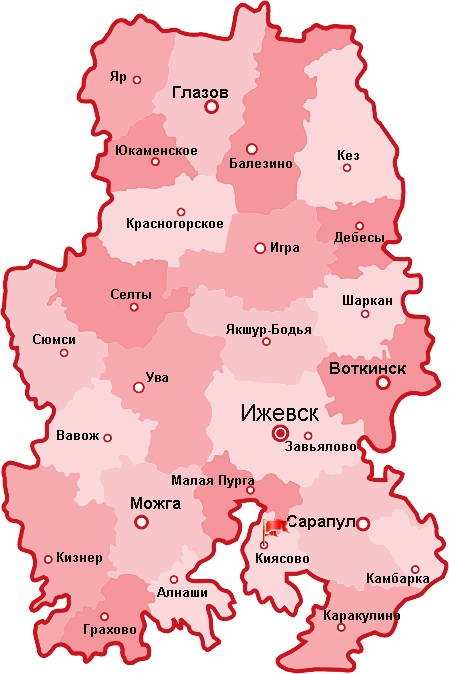 Яр
Глазов
Юкаменское
Балезино
Кез
Красногорское
Дебесы
Игра
Селты
Шаркан
Якшур-Бодья
Сюмси
Ува
Воткинск
Ижевск
Вавож
Завьялово
Малая Пурга
Можга
Сарапул
Кизнер
Киясово
Камбарка
Алнаши
Грахово
Каракулино